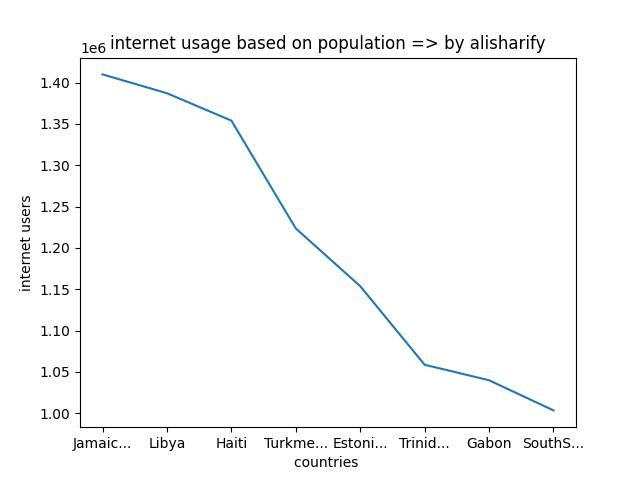 internet usage based on population => by alisharify
1e6
1.40
1.35
1.30
1.25
1.20
1.15
1.10
1.05
1.00
internet users
Jamaic... Libya Haiti Turkme... Estoni... Trinid... Gabon SouthS...
countries